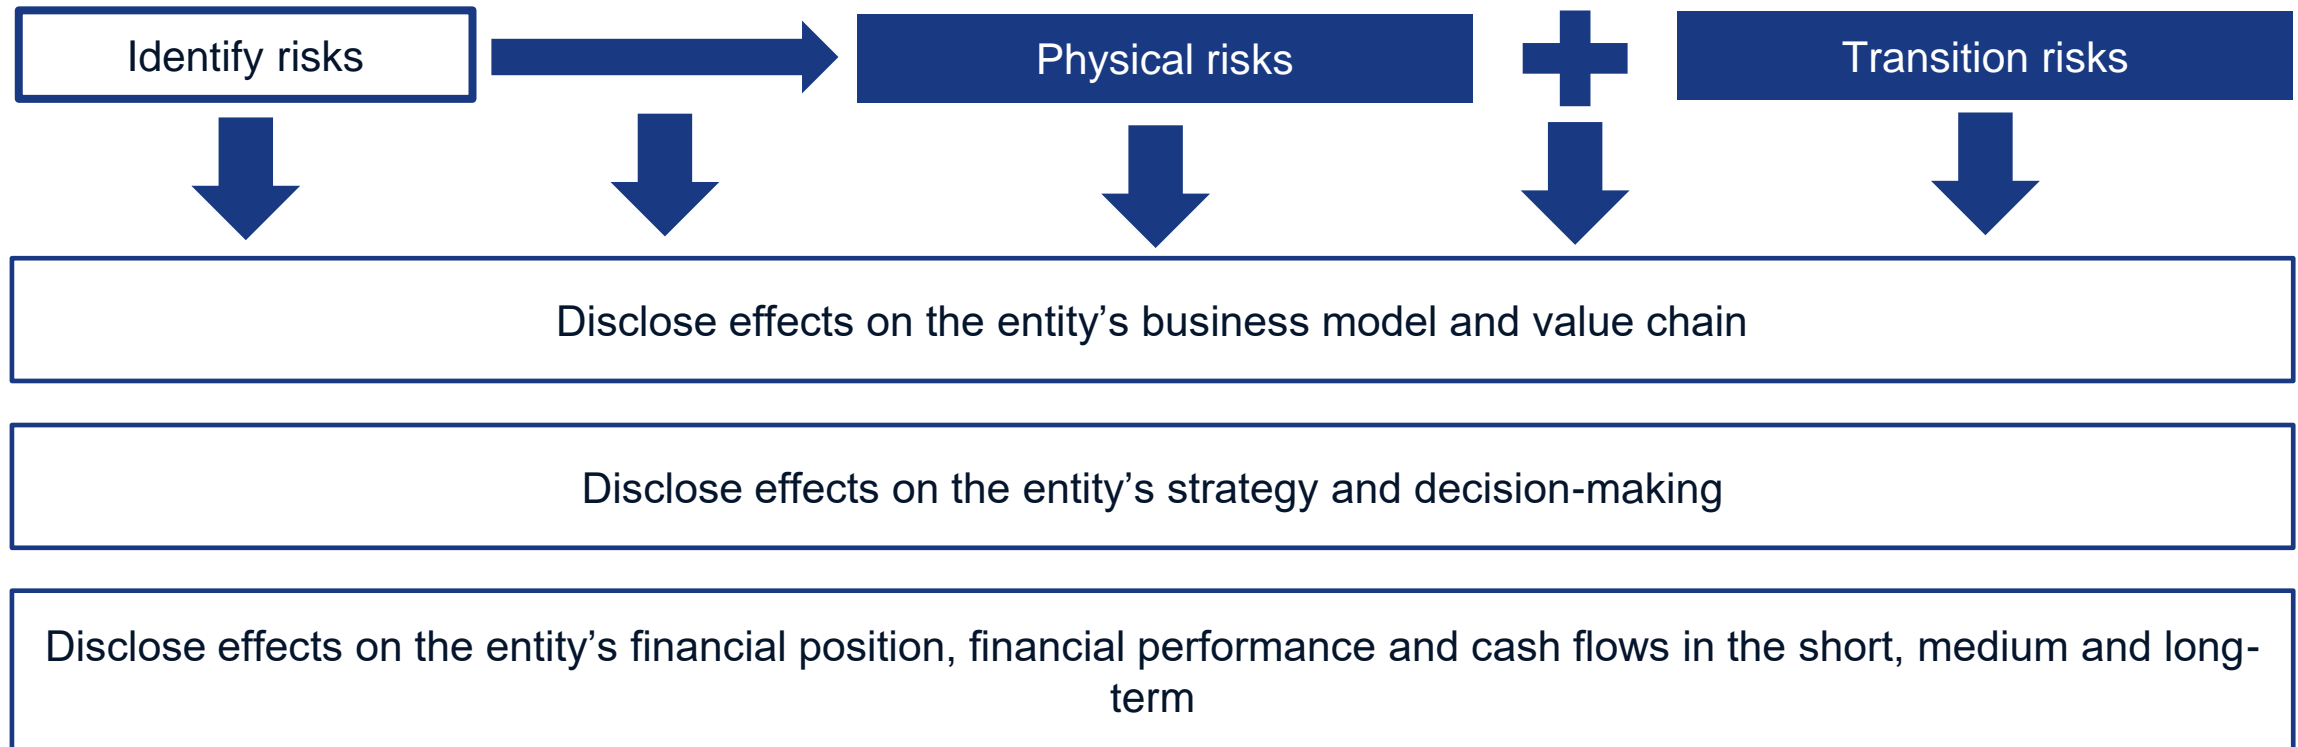 Identify risks
Physical risks
Transition risks
Disclose effects on the entity’s business model and value chain
Disclose effects on the entity’s strategy and decision-making
Disclose effects on the entity’s financial position, financial performance and cash flows in the short, medium and long-
term